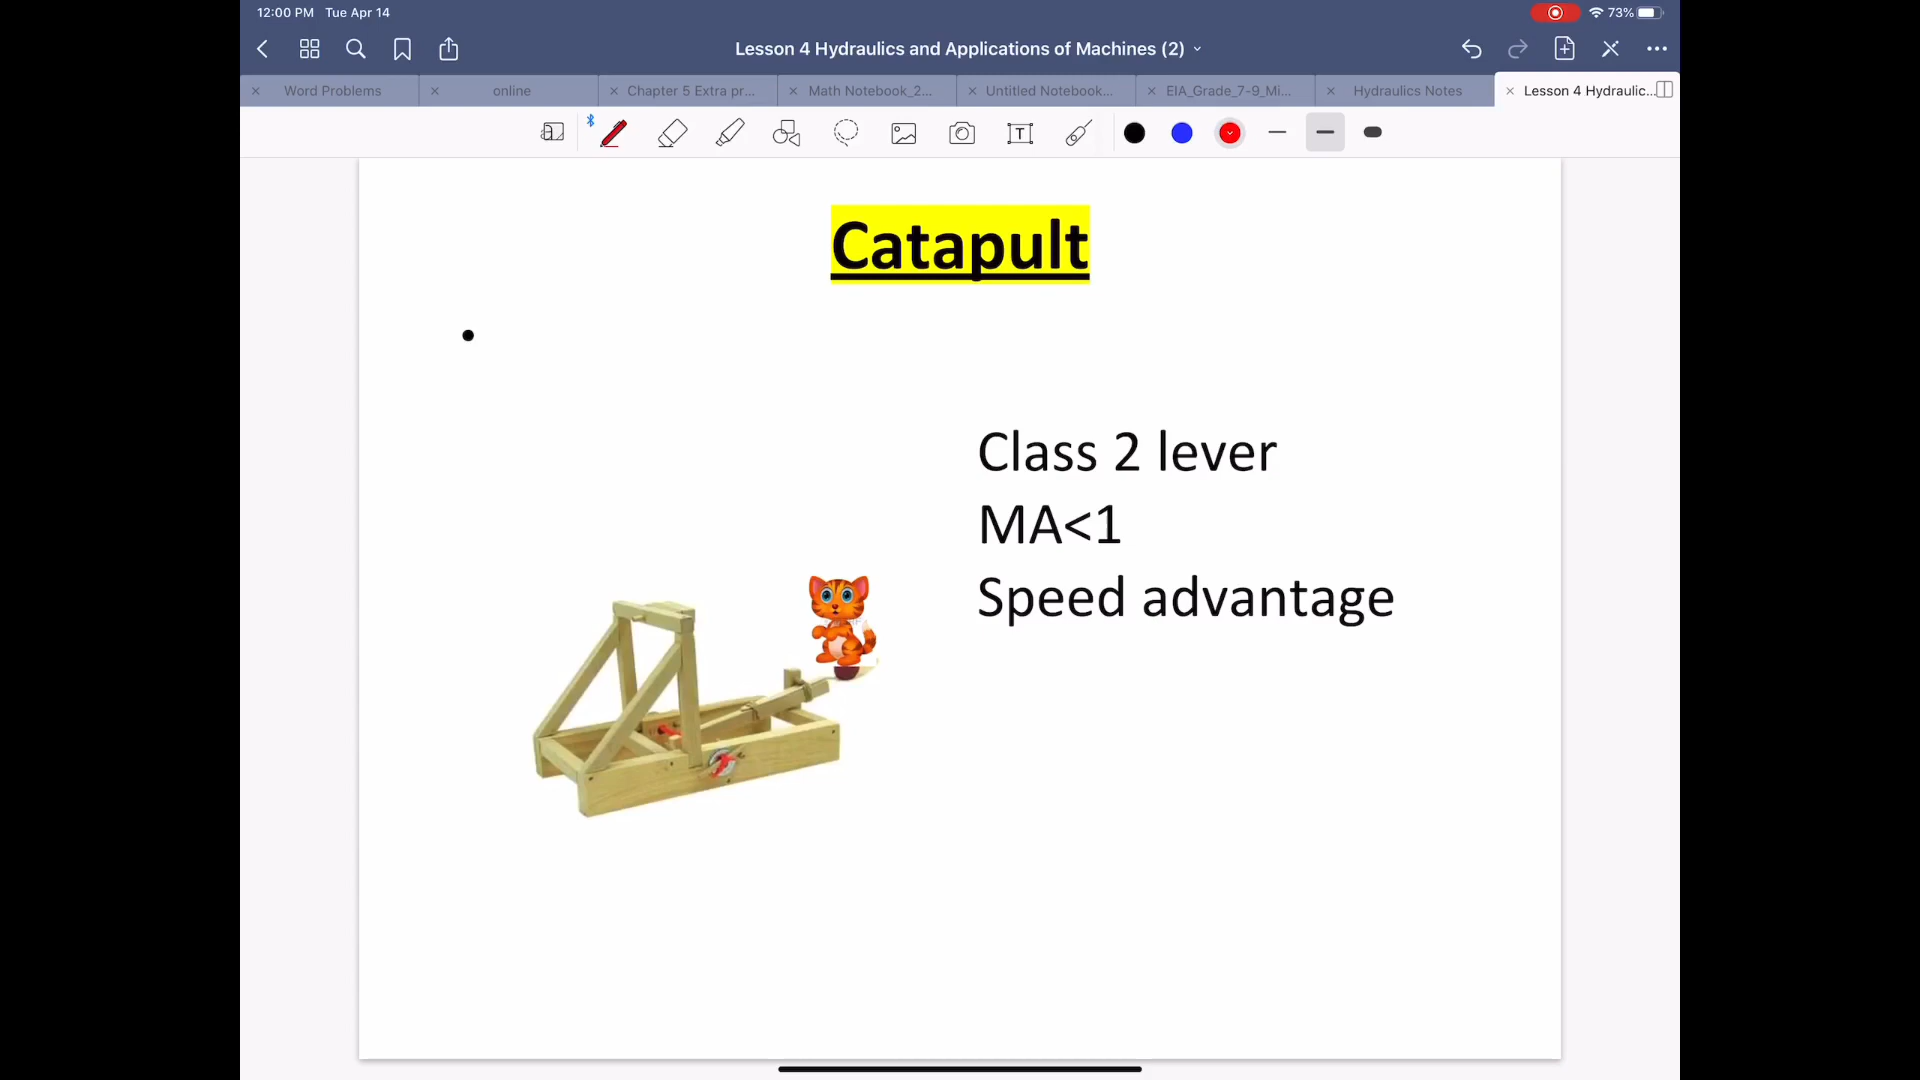 12:00 PM Tue Apr 14
73%
Lesson 4 Hydraulics and Applications of Machines (2)
Word Problems
online
Chapter 5 Extra pr...
Math Notebook_2...
Untitled Notebook...
EIA_Grade_7-9_Mi...
Hydraulics Notes
Lesson 4 Hydraulic...
Catapult
Class 2 lever
MA<1
Speed advantage